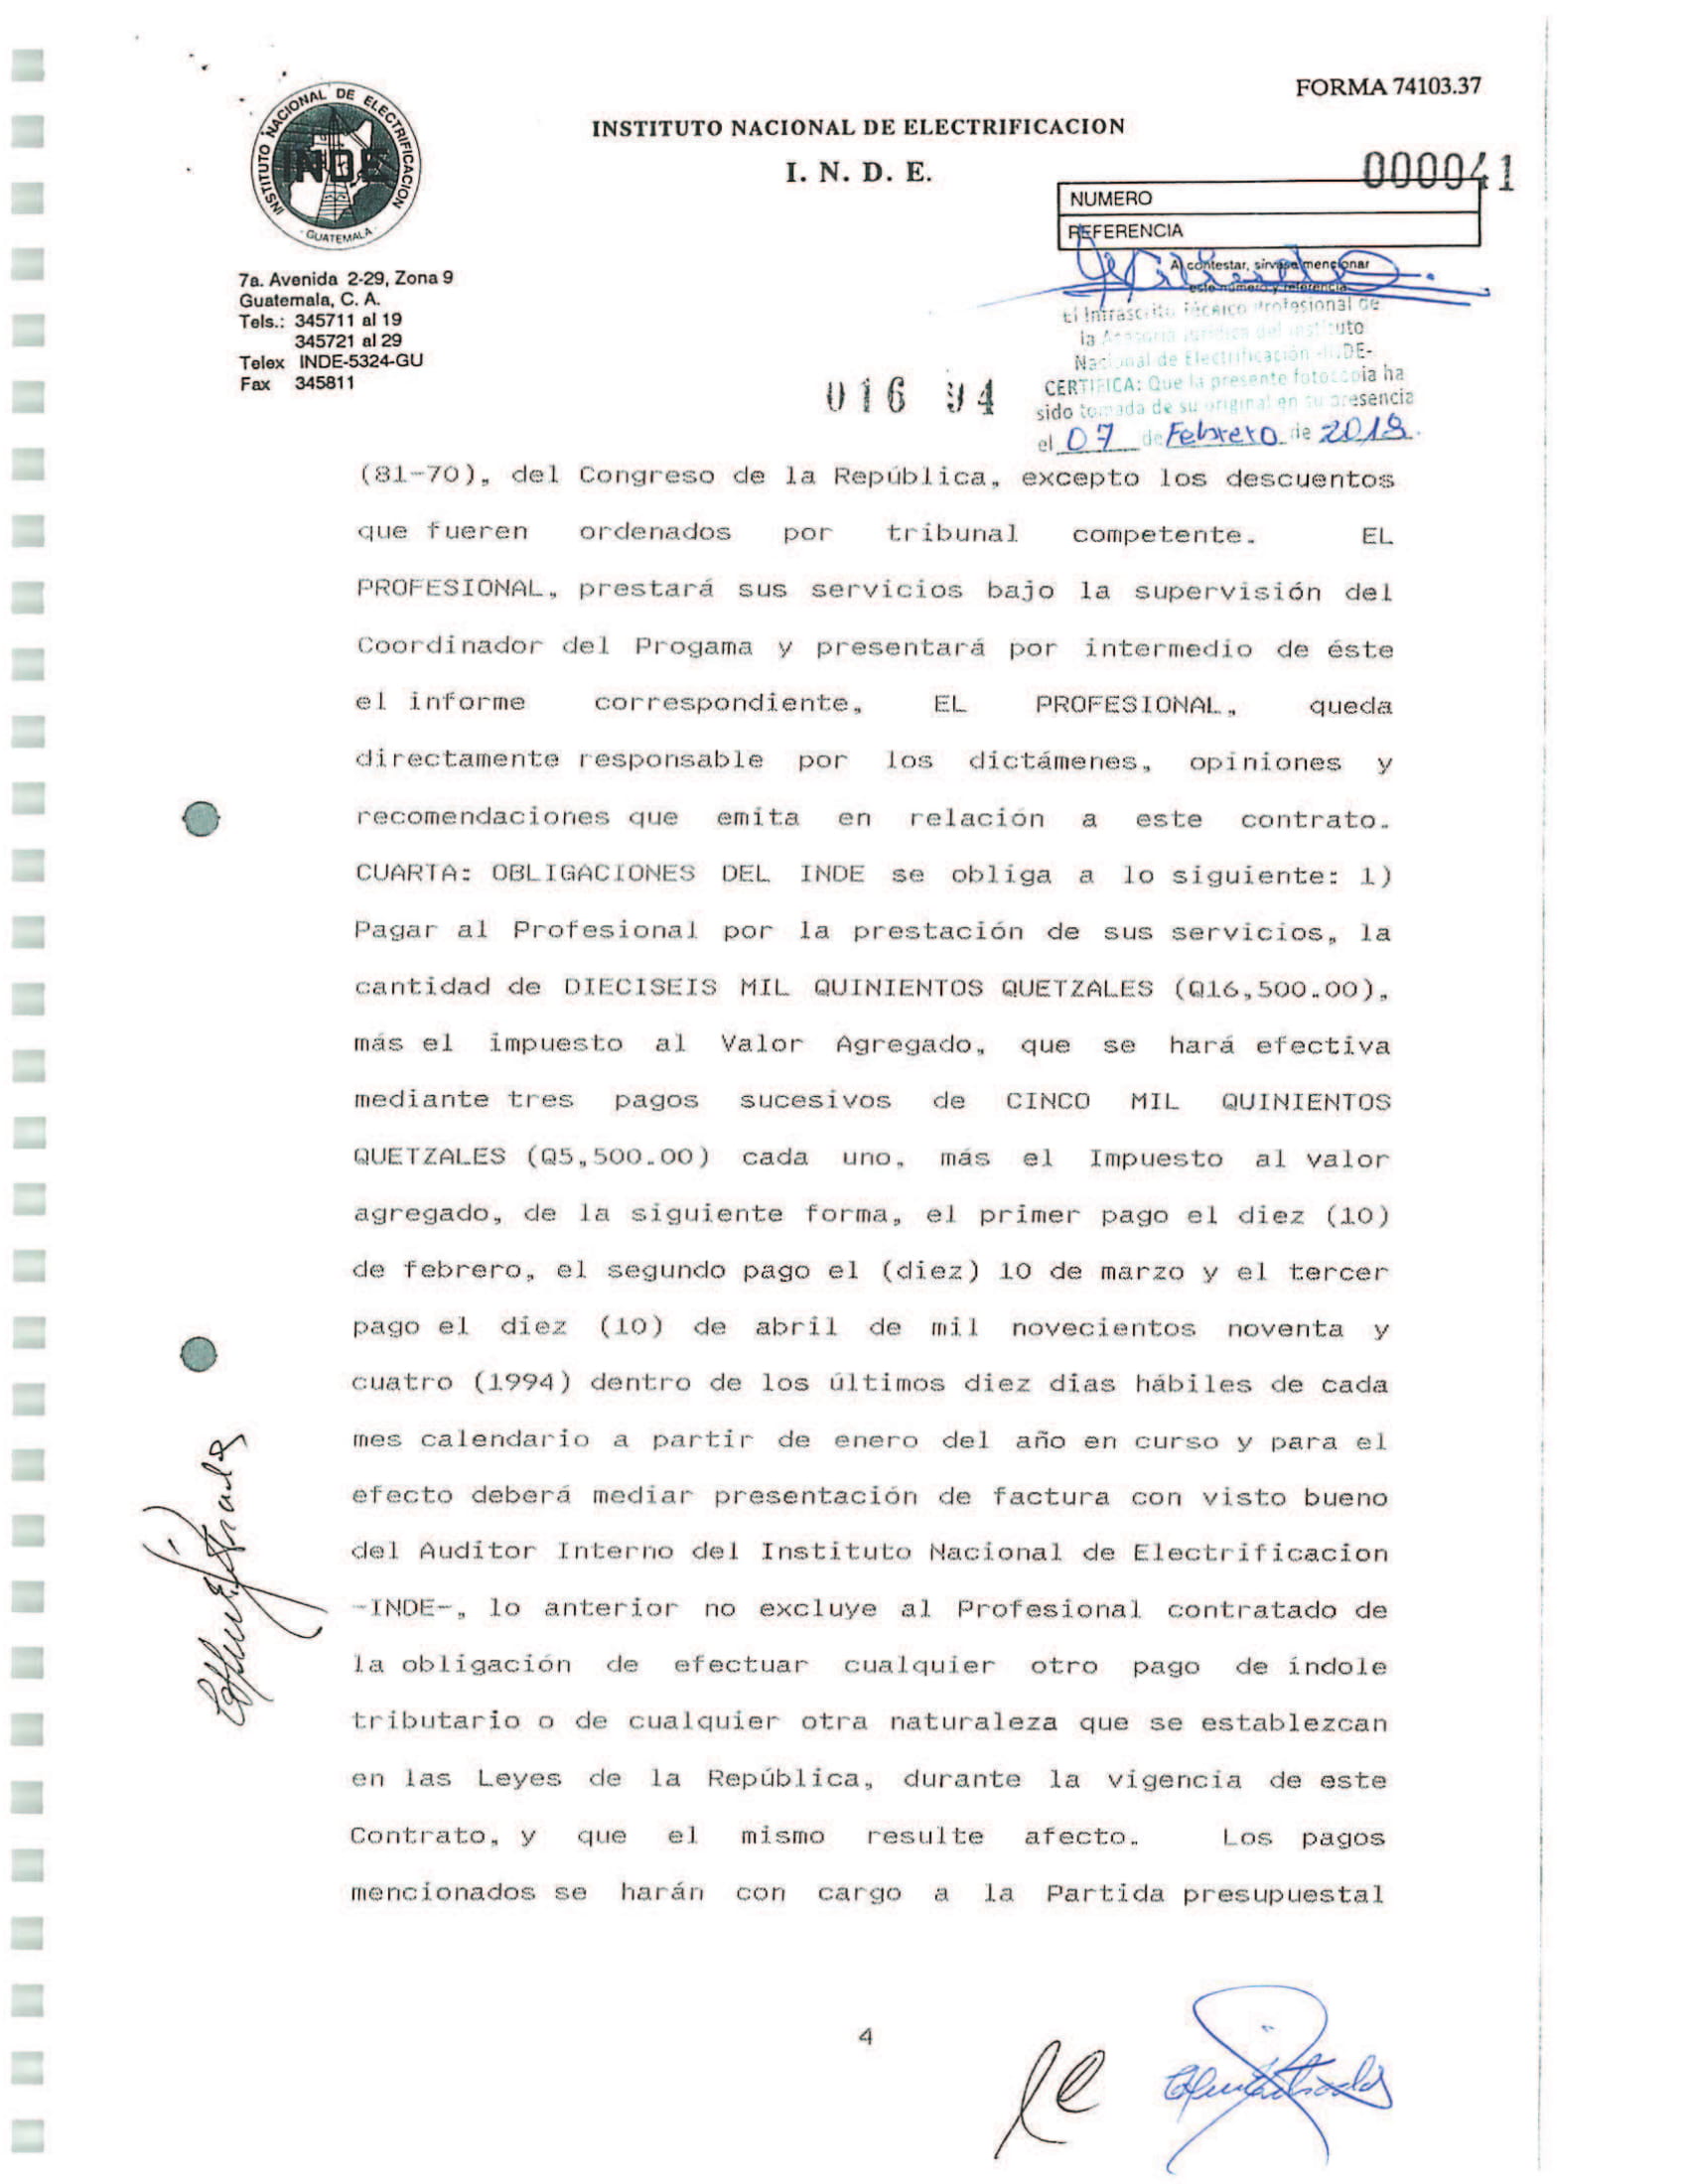 FORMA 74103.37
INSTITUTO NACIONAL DE ELECTRIFICACION
I. N. D. E.
000041
INSTITUTO NACIONAL DE ELECTRIFICACION
INDE
GUATEMALA
NUMERO
REFERENCIA
Al contestar, sirvase mencionar
este número y referencia
7a. Avenida 2-29, Zona 9
Guatemala, C. A.
Tels.: 345711 al 19
345721 al 29
Telex INDE-5324-GU
Fax 345811
El Infrascrito Técnico Profesional de
la Asesoría Jurídica del Instituto
Nacional de Electrificación -INDE-
CERTIFICA: Que la presente fotocopia ha
sido tomada de su original en su presencia
el 07 de Febrero de 2018.
016 94
(81-70), del Congreso de la República, excepto los descuentos
que fueren ordenados por tribunal competente. EL
PROFESIONAL, prestará sus servicios bajo la supervisión del
Coordinador del Progama y presentará por intermedio de éste
el informe correspondiente, EL PROFESIONAL, queda
directamente responsable por los dictámenes, opiniones y
recomendaciones que emita en relación a este contrato.
CUARTA: OBLIGACIONES DEL INDE se obliga a lo siguiente: 1)
Pagar al Profesional por la prestación de sus servicios, la
cantidad de DIECISEIS MIL QUINIENTOS QUETZALES (Q16,500.00),
más el impuesto al Valor Agregado, que se hará efectiva
mediante tres pagos sucesivos de CINCO MIL QUINIENTOS
QUETZALES (Q5,500.00) cada uno, más el Impuesto al valor
agregado, de la siguiente forma, el primer pago el diez (10)
de febrero, el segundo pago el (diez) 10 de marzo y el tercer
pago el diez (10) de abril de mil novecientos noventa y
cuatro (1994) dentro de los últimos diez dias hábiles de cada
mes calendario a partir de enero del año en curso y para el
efecto deberá mediar presentación de factura con visto bueno
del Auditor Interno del Instituto Nacional de Electrificacion
-INDE-, lo anterior no excluye al Profesional contratado de
la obligación de efectuar cualquier otro pago de indole
tributario o de cualquier otra naturaleza que se establezcan
en las Leyes de la República, durante la vigencia de este
Contrato, y que el mismo resulte afecto. Los pagos
mencionados se harán con cargo a la Partida presupuestal
4